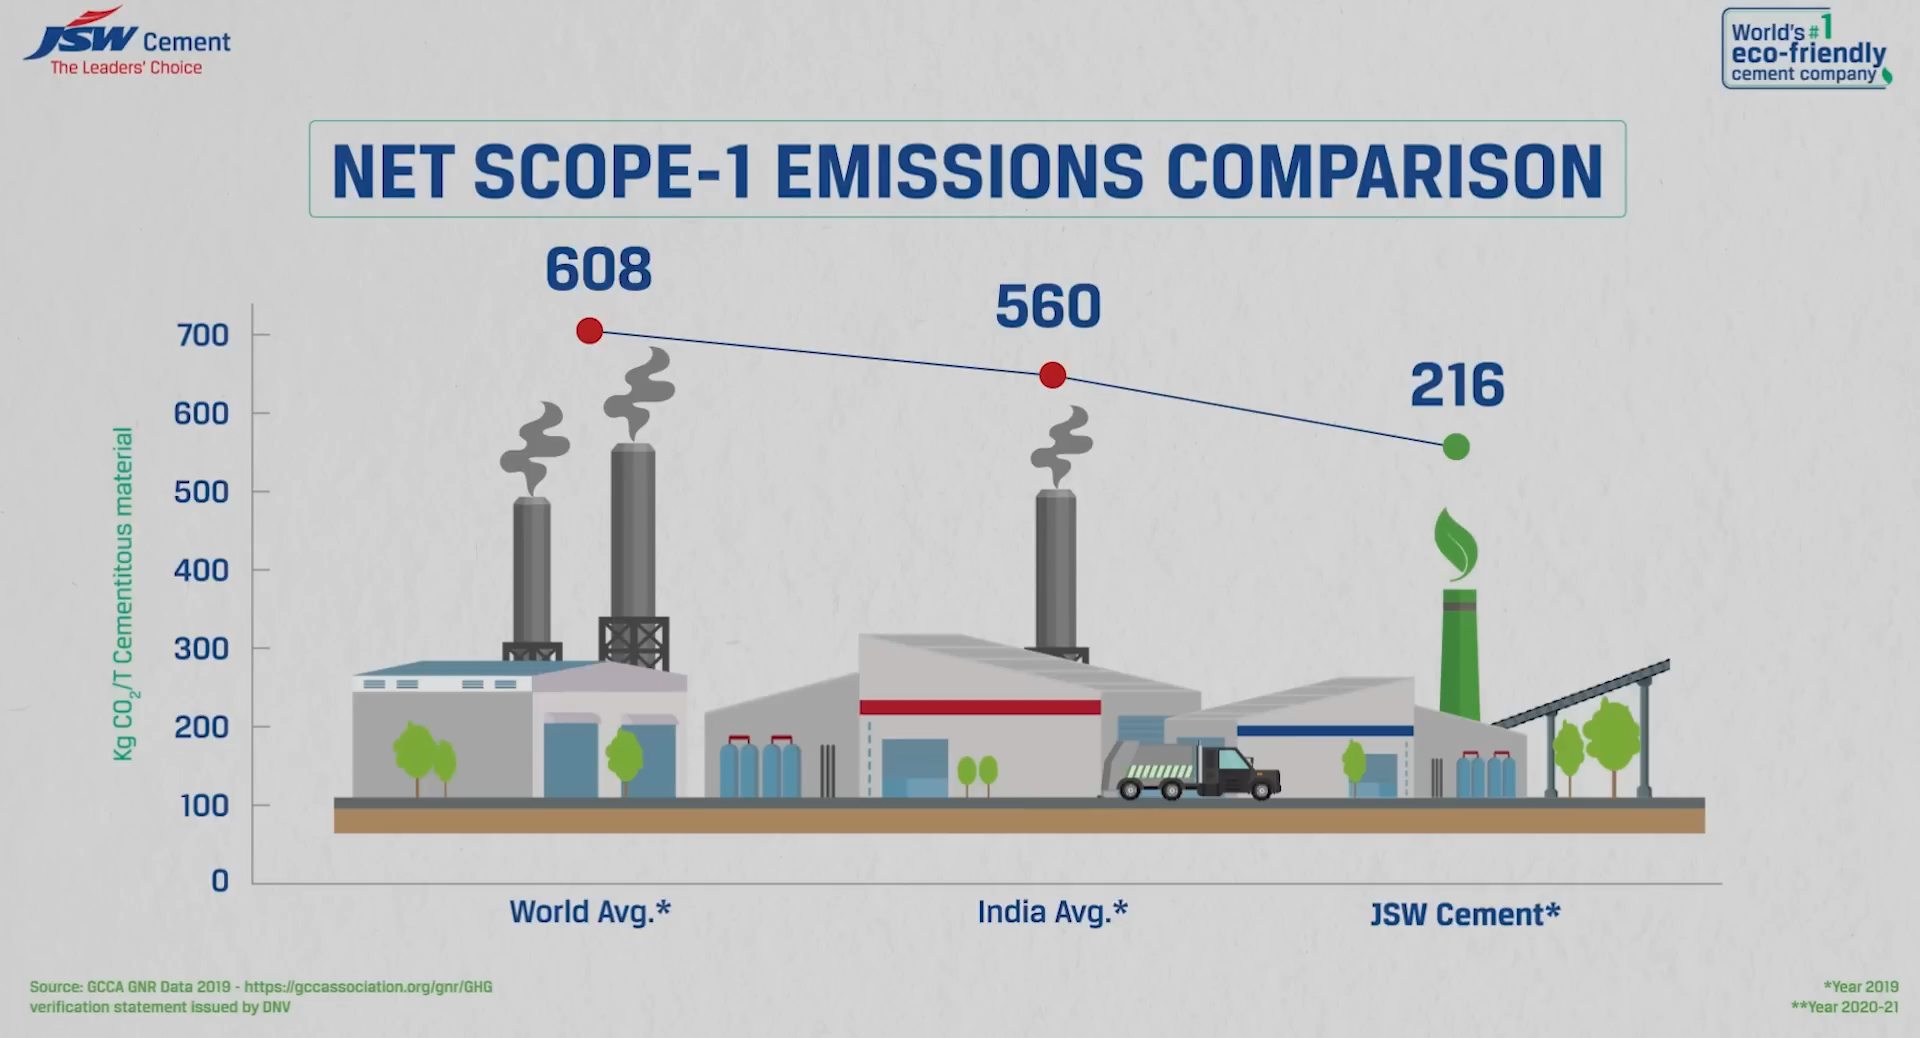 JSW Cement
The Leaders' Choice
World's #1
eco-friendly
cement company
NET SCOPE-1 EMISSIONS COMPARISON
608
560
216
700
600
500
400
300
200
100
0
Kg CO₂/T Cementitous material
World Avg.*
India Avg.*
JSW Cement*
Source: GCCA GNR Data 2019 - https://gccassociation.org/gnr/GHG
verification statement issued by DNV
*Year 2019
**Year 2020-21